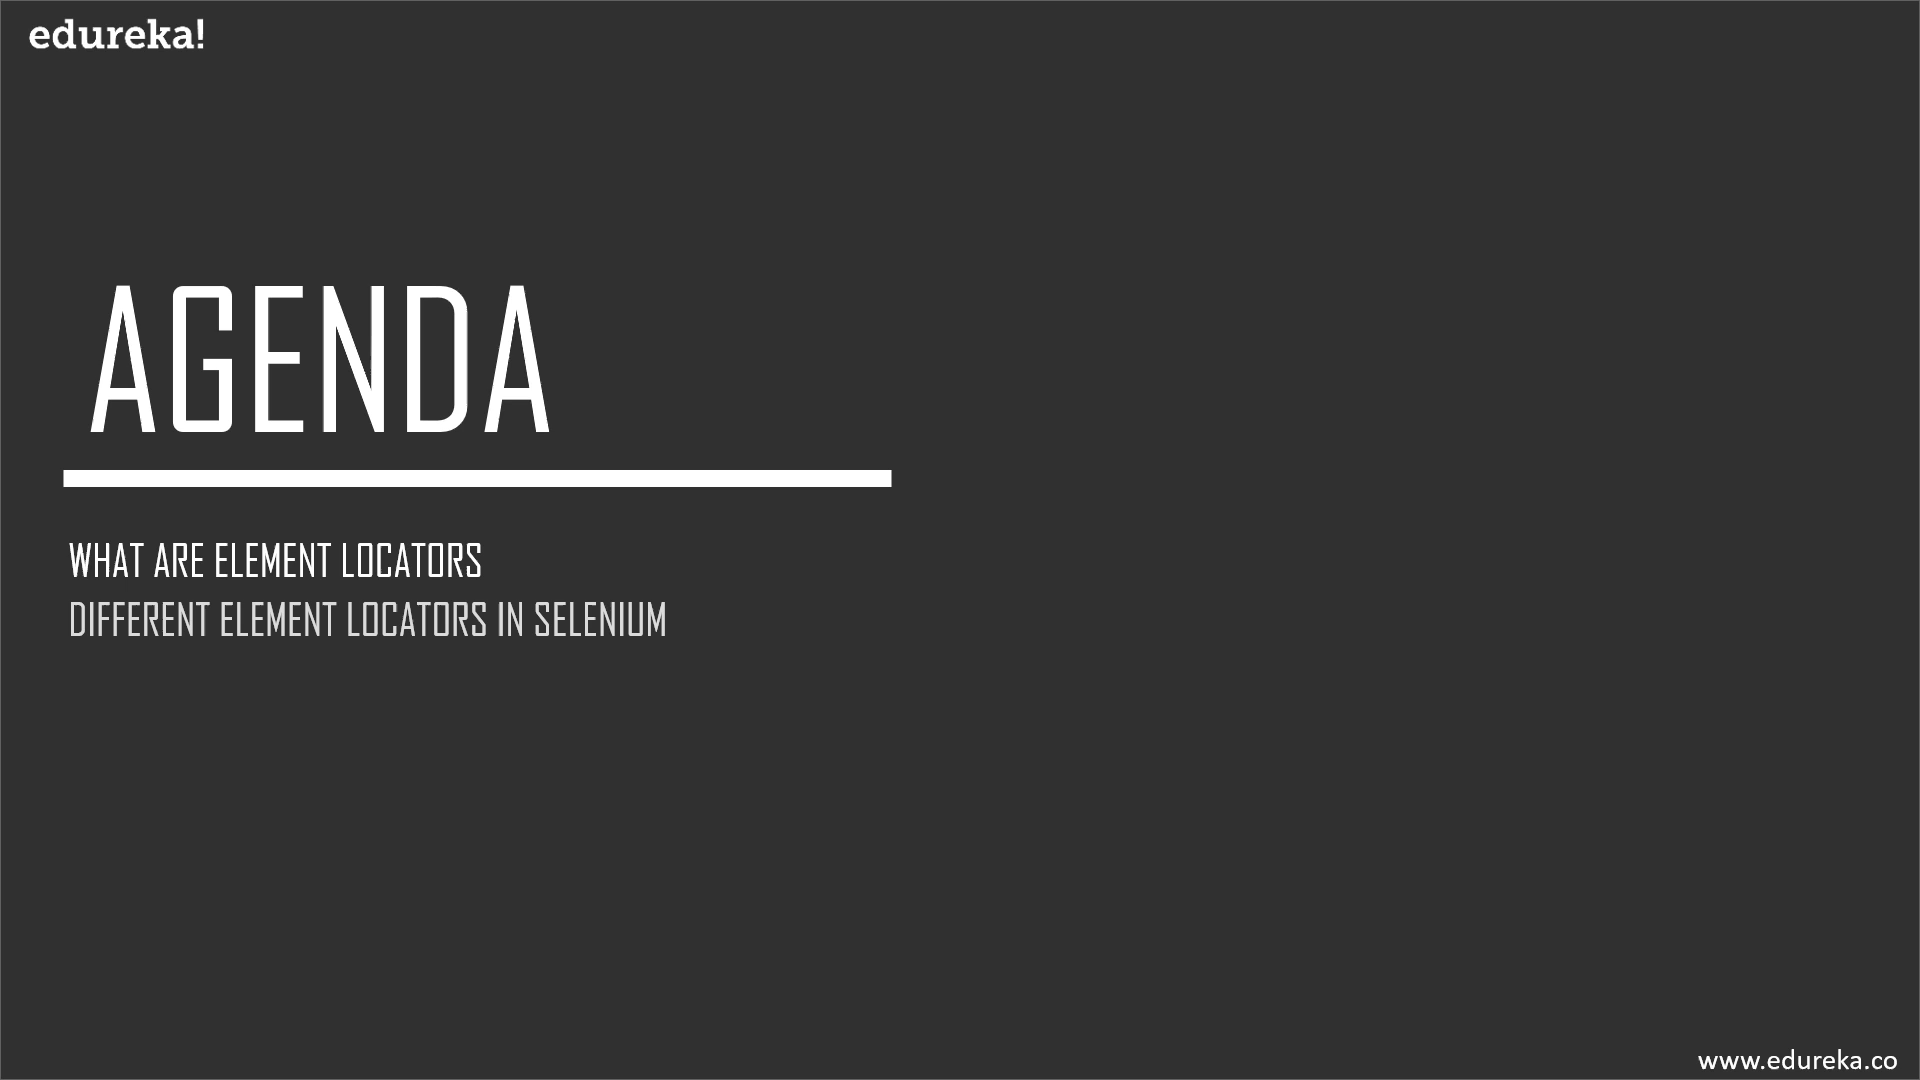 edureka!
AGENDA
WHAT ARE ELEMENT LOCATORS
DIFFERENT ELEMENT LOCATORS IN SELENIUM
www.edureka.co